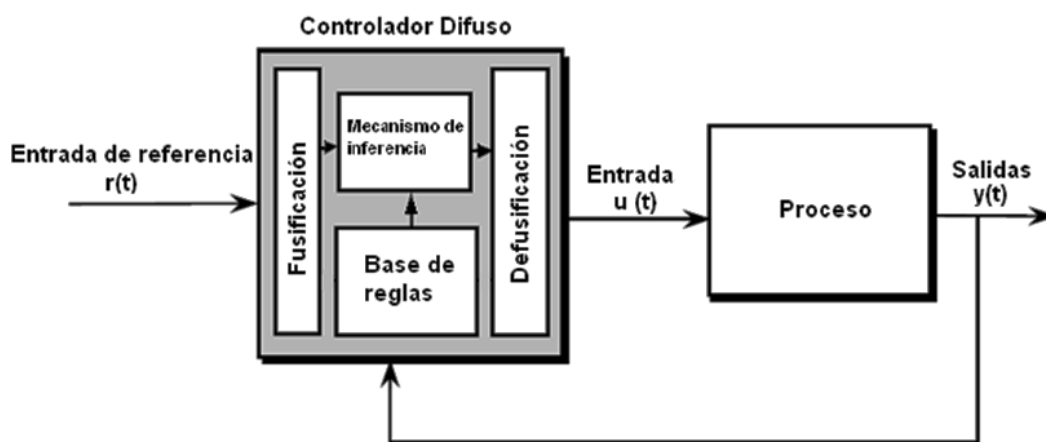 Controlador Difuso
Entrada de referencia
r(t)
Fusificación
Mecanismo de
inferencia
Base de
reglas
Defusificación
Entrada
u (t)
Proceso
Salidas
y(t)